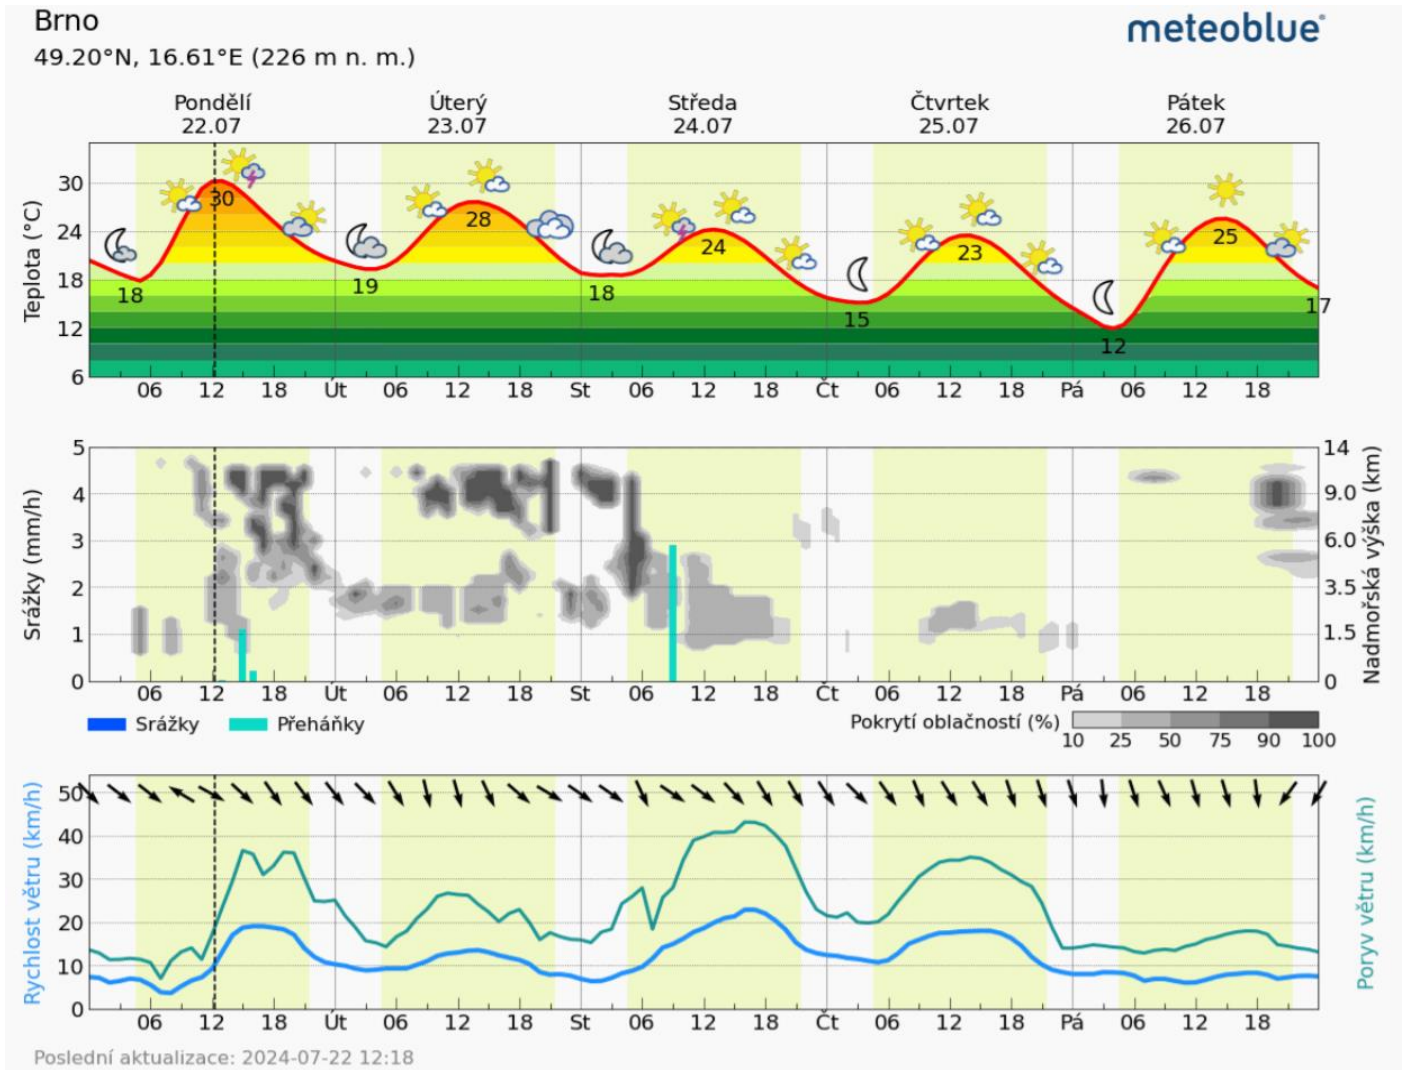 Brno
meteoblue
49.20°N, 16.61°E (226 m n. m.)
Pondělí Úterý Středa Čtvrtek Pátek
22.07 23.07 24.07 25.07 26.07
Teplota (°C)
30
24
18
12
6
30 28 24 23 25
18 19 18 15 12 17
06 12 18 Út 06 12 18 St 06 12 18 Čt 06 12 18 Pá 06 12 18
Srážky (mm/h)
5
4
3
2
1
0
14
9.0
6.0
3.5
1.5
0
Nadmořská výška (km)
06 12 18 Út 06 12 18 St 06 12 18 Čt 06 12 18 Pá 06 12 18
Srážky Přeháňky Pokrytí oblačností (%)
10 25 50 75 90 100
Rychlost větru (km/h)
50
40
30
20
10
0
Poryv větru (km/h)
06 12 18 Út 06 12 18 St 06 12 18 Čt 06 12 18 Pá 06 12 18
Poslední aktualizace: 2024-07-22 12:18